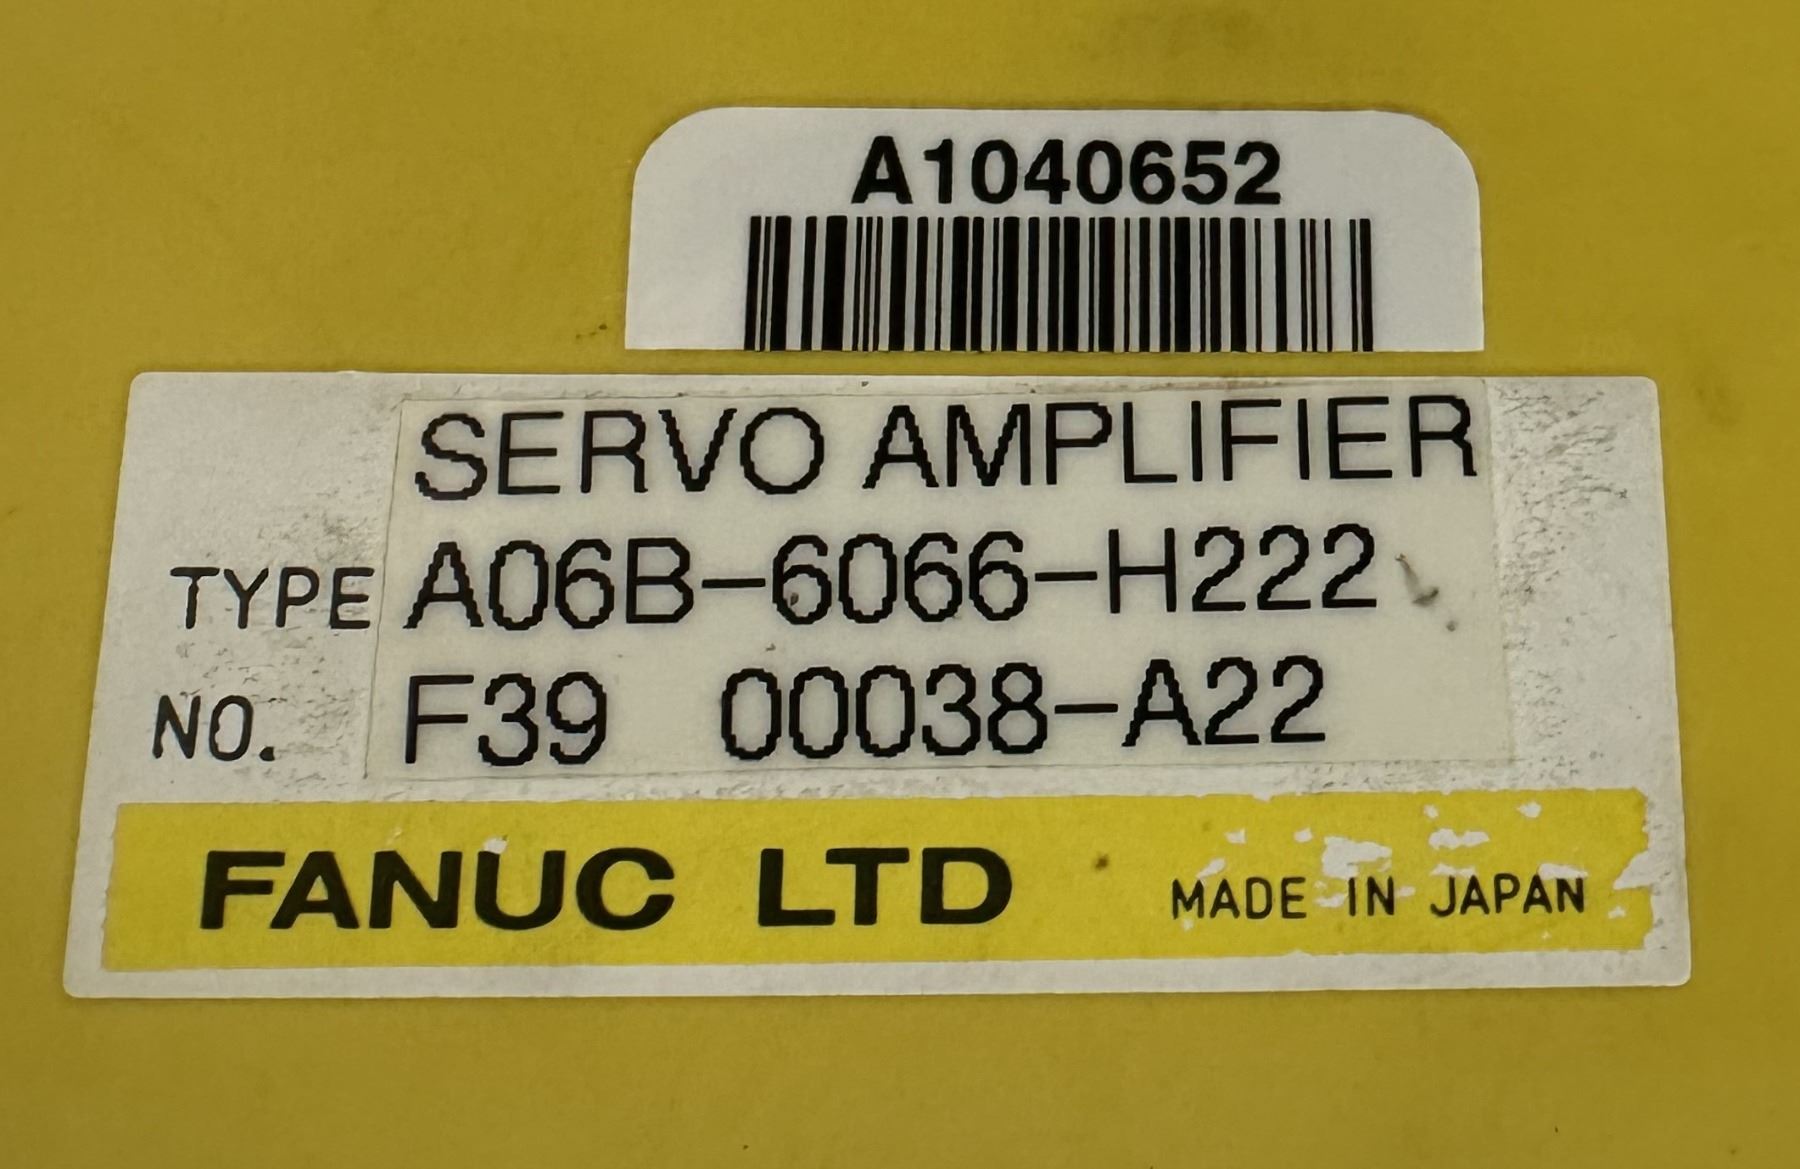 A1040652
SERVO AMPLIFIER
TYPE A06B-6066-H222
NO. F39 00038-A22
FANUC LTD MADE IN JAPAN